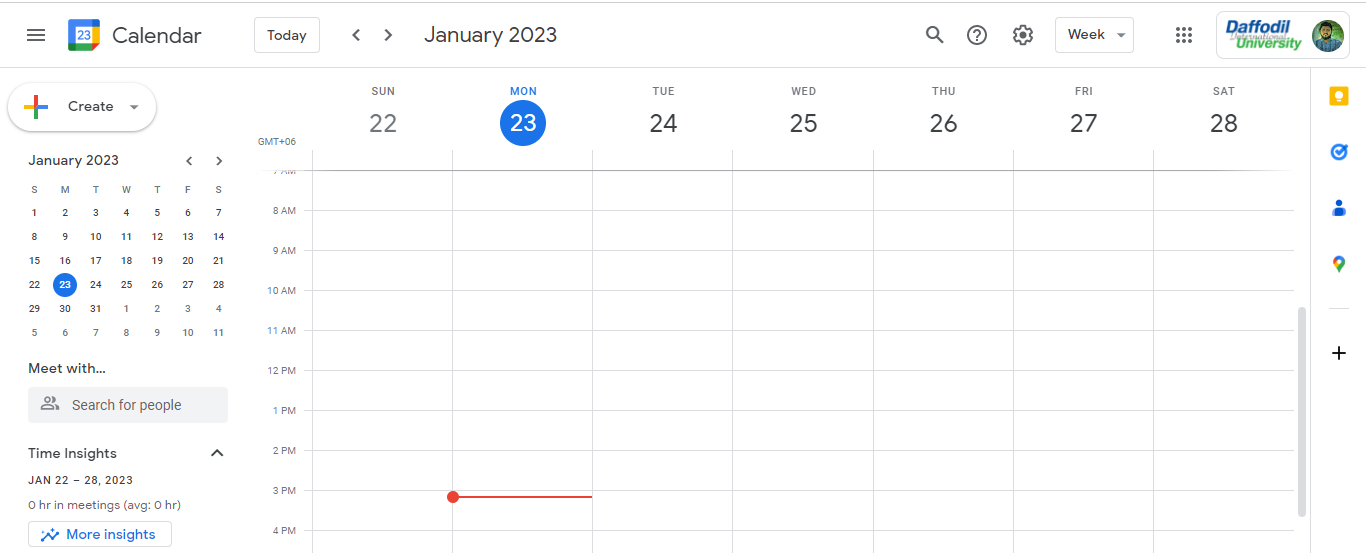 23 Calendar Today January 2023 Week Daffodil International University
Create
January 2023
S M T W T F S
1 2 3 4 5 6 7
8 9 10 11 12 13 14
15 16 17 18 19 20 21
22 23 24 25 26 27 28
29 30 31 1 2 3 4
5 6 7 8 9 10 11
Meet with...
Search for people
Time Insights
JAN 22 – 28, 2023
0 hr in meetings (avg: 0 hr)
More insights
SUN MON TUE WED THU FRI SAT
22 23 24 25 26 27 28
GMT+06
7 AM
8 AM
9 AM
10 AM
11 AM
12 PM
1 PM
2 PM
3 PM
4 PM